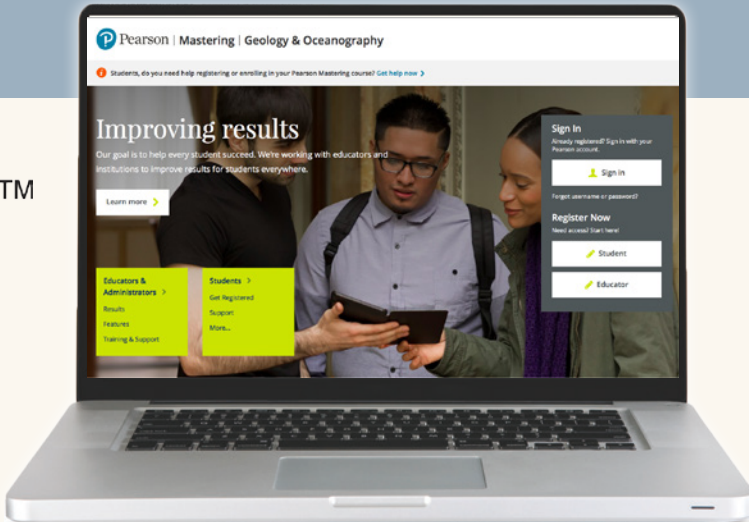 Pearson | Mastering | Geology & Oceanography
Students, do you need help registering or enrolling in your Pearson Mastering course? Get help now
Improving results
Our goal is to help every student succeed. We're working with educators and
institutions to improve results for students everywhere.
Learn more
Educators &
Administrators
Results
Features
Training & Support
Students
Get Registered
Support
More...
Sign In
Already registered? Sign in with your
Pearson account.
Sign in
Forgot username or password?
Register Now
Need access? Start here!
Student
Educator
TM